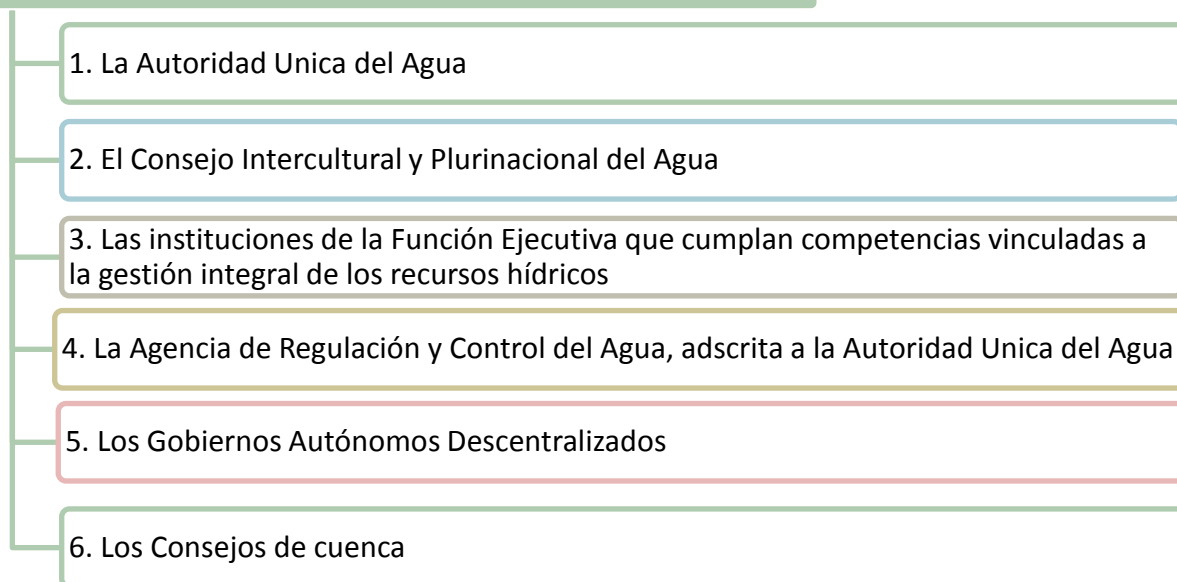 1. La Autoridad Unica del Agua
2. El Consejo Intercultural y Plurinacional del Agua
3. Las instituciones de la Función Ejecutiva que cumplan competencias vinculadas a
la gestión integral de los recursos hídricos
4. La Agencia de Regulación y Control del Agua, adscrita a la Autoridad Unica del Agua
5. Los Gobiernos Autónomos Descentralizados
6. Los Consejos de cuenca